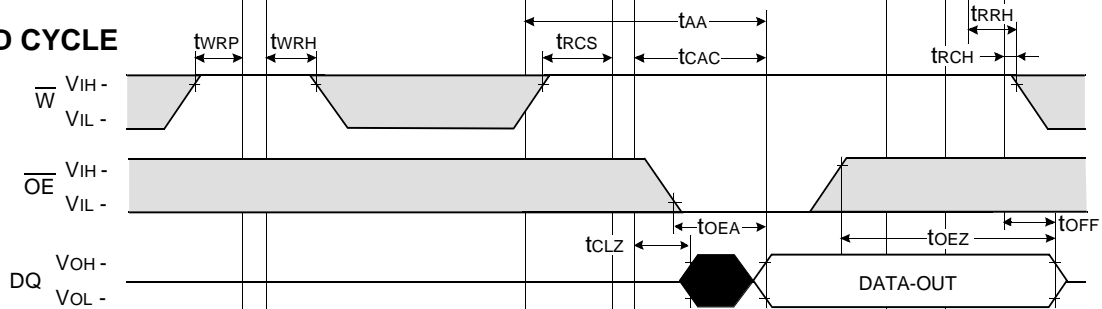 tAA
tRRH
D CYCLE
tWRP
tWRH
tRCS
tCAC
tRCH
W
VIH -
VIL -
OE
VIH -
VIL -
tOEA
tOFF
tCLZ
tOEZ
DQ
VOH -
VOL -
DATA-OUT